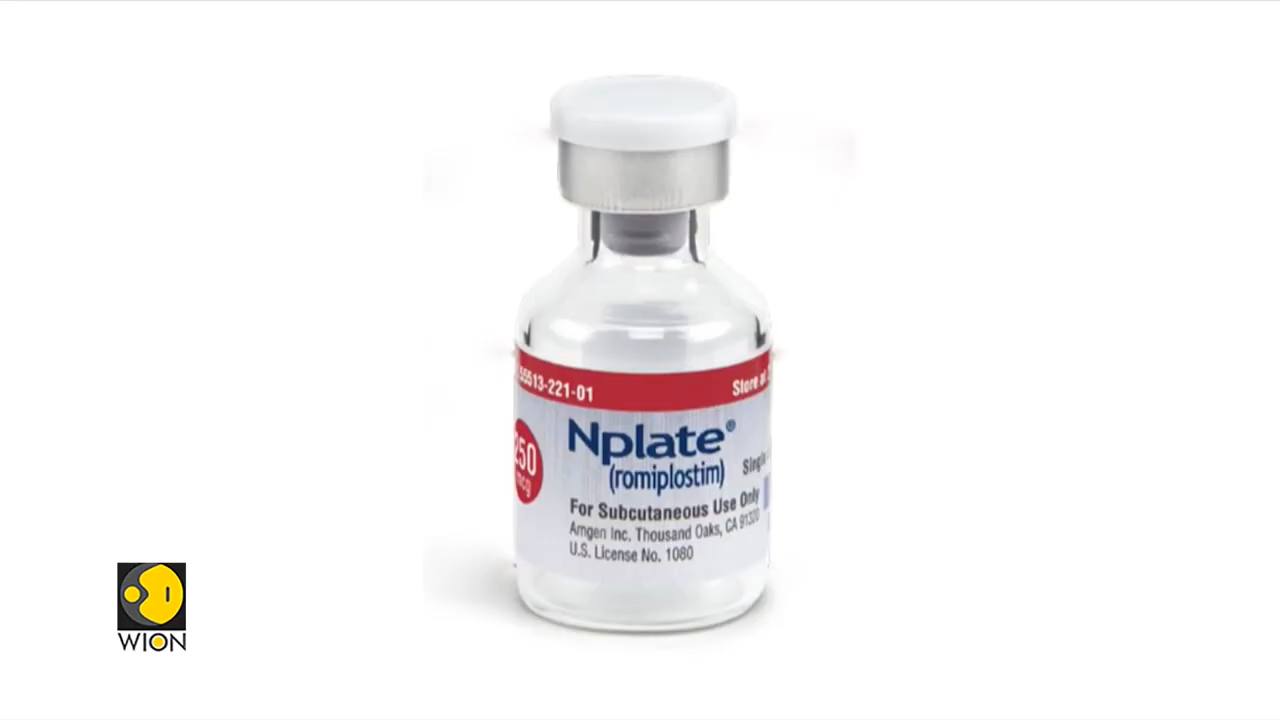 55513-221-01
Store at
250
mcg
Nplate®
(romiplostim)
Single
For Subcutaneous Use Only
Amgen Inc. Thousand Oaks, CA 91320
U.S. License No. 1080
WION